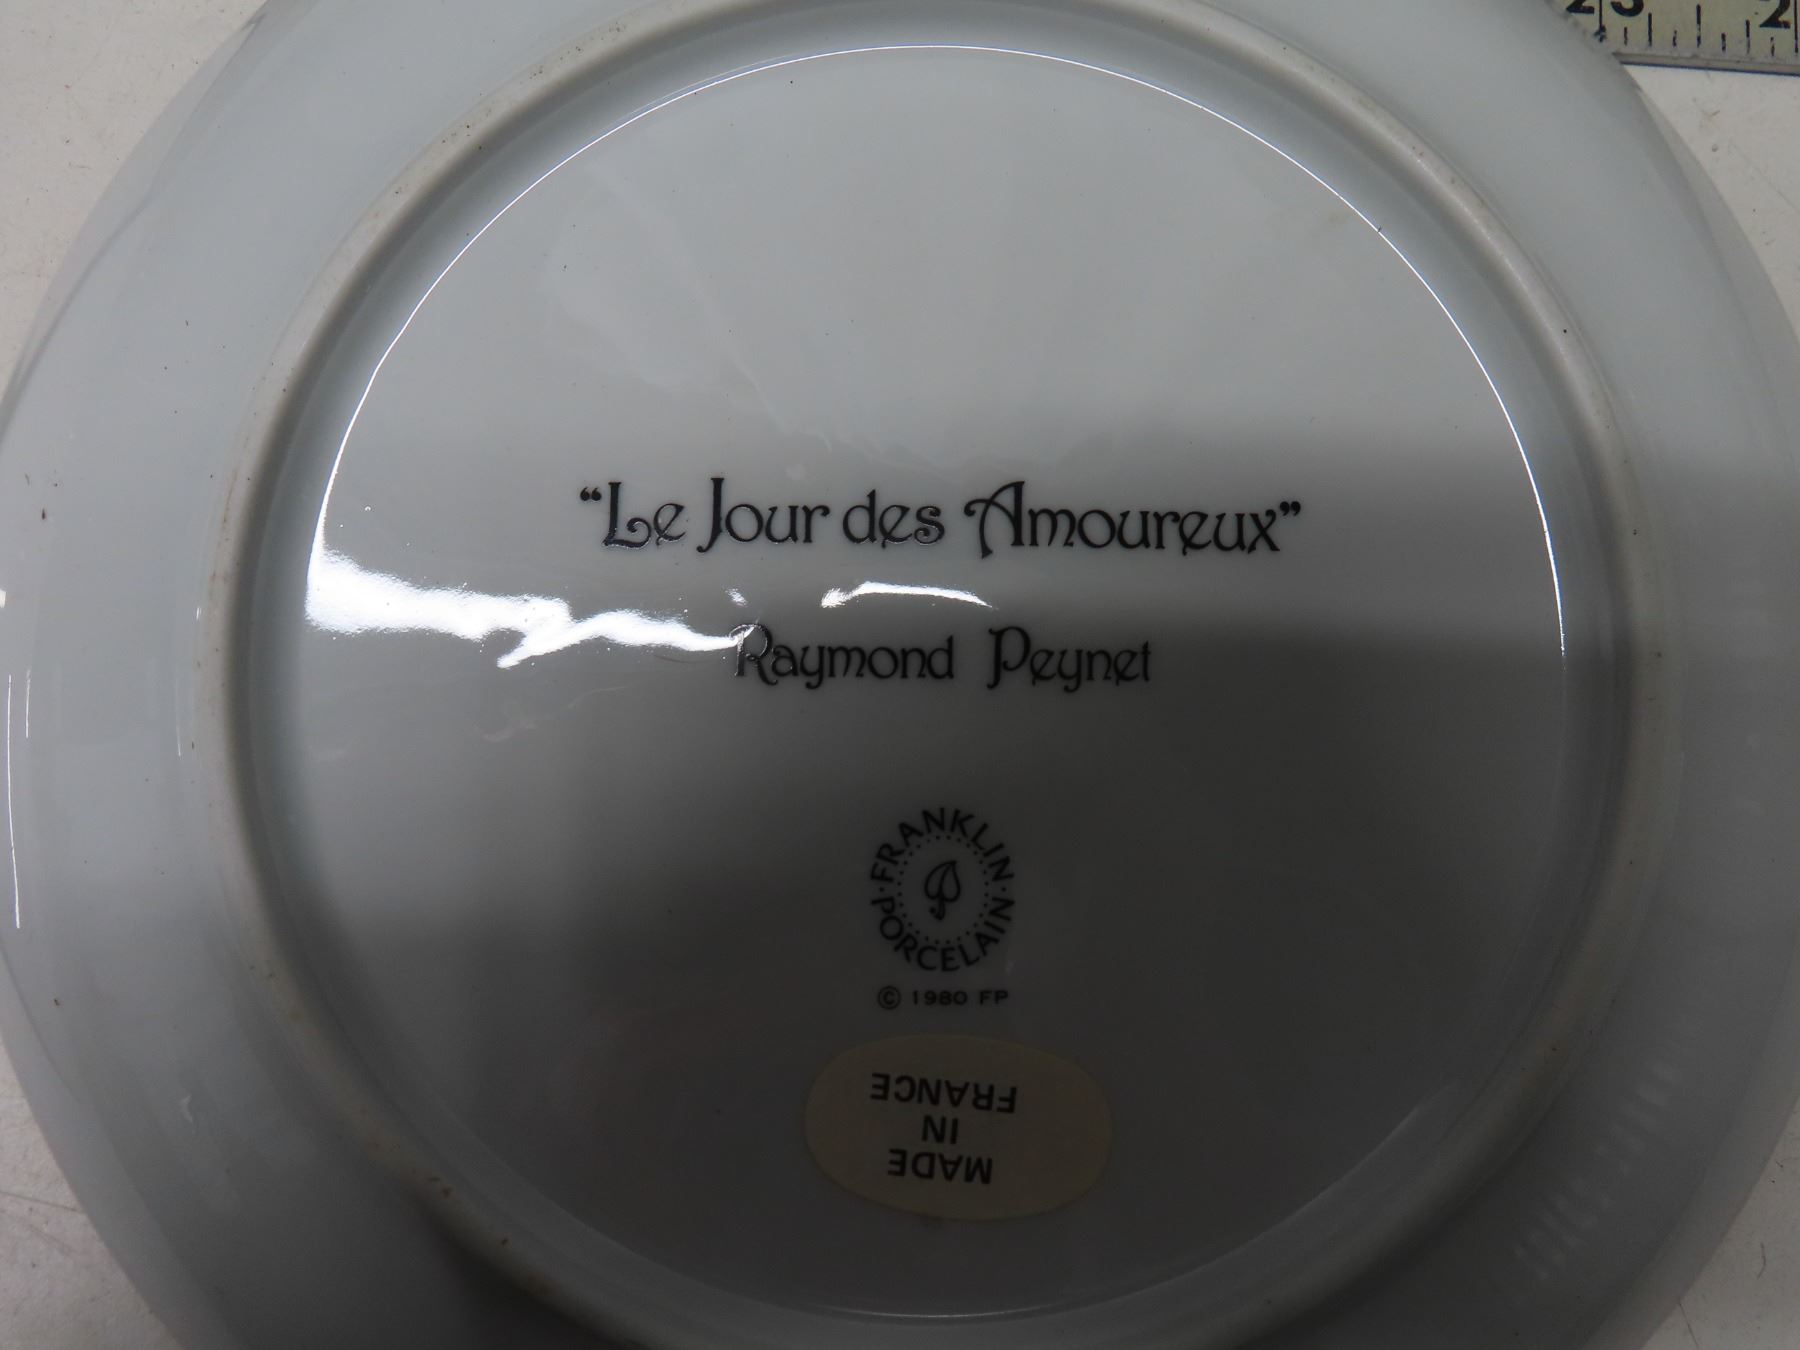 “Le Jour des Amoureux”
Raymond Peynet
FRANKLIN · PORCELAIN ·
© 1980 FP
MADE
IN
FRANCE